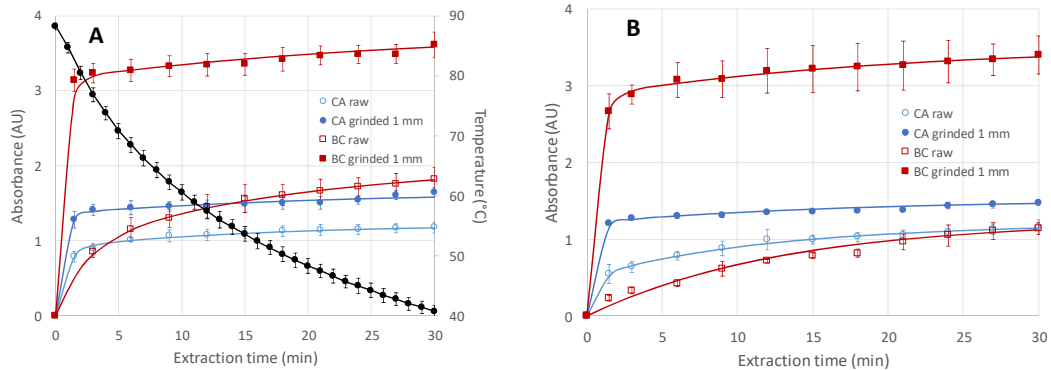 A
Absorbance (AU)
4
3
2
1
0
0 5 10 15 20 25 30
Extraction time (min)
90
80
70
60
50
40
Temperature (°C)
CA raw
CA grinded 1 mm
BC raw
BC grinded 1 mm
B
Absorbance (AU)
4
3
2
1
0
0 5 10 15 20 25 30
Extraction time (min)
CA raw
CA grinded 1 mm
BC raw
BC grinded 1 mm